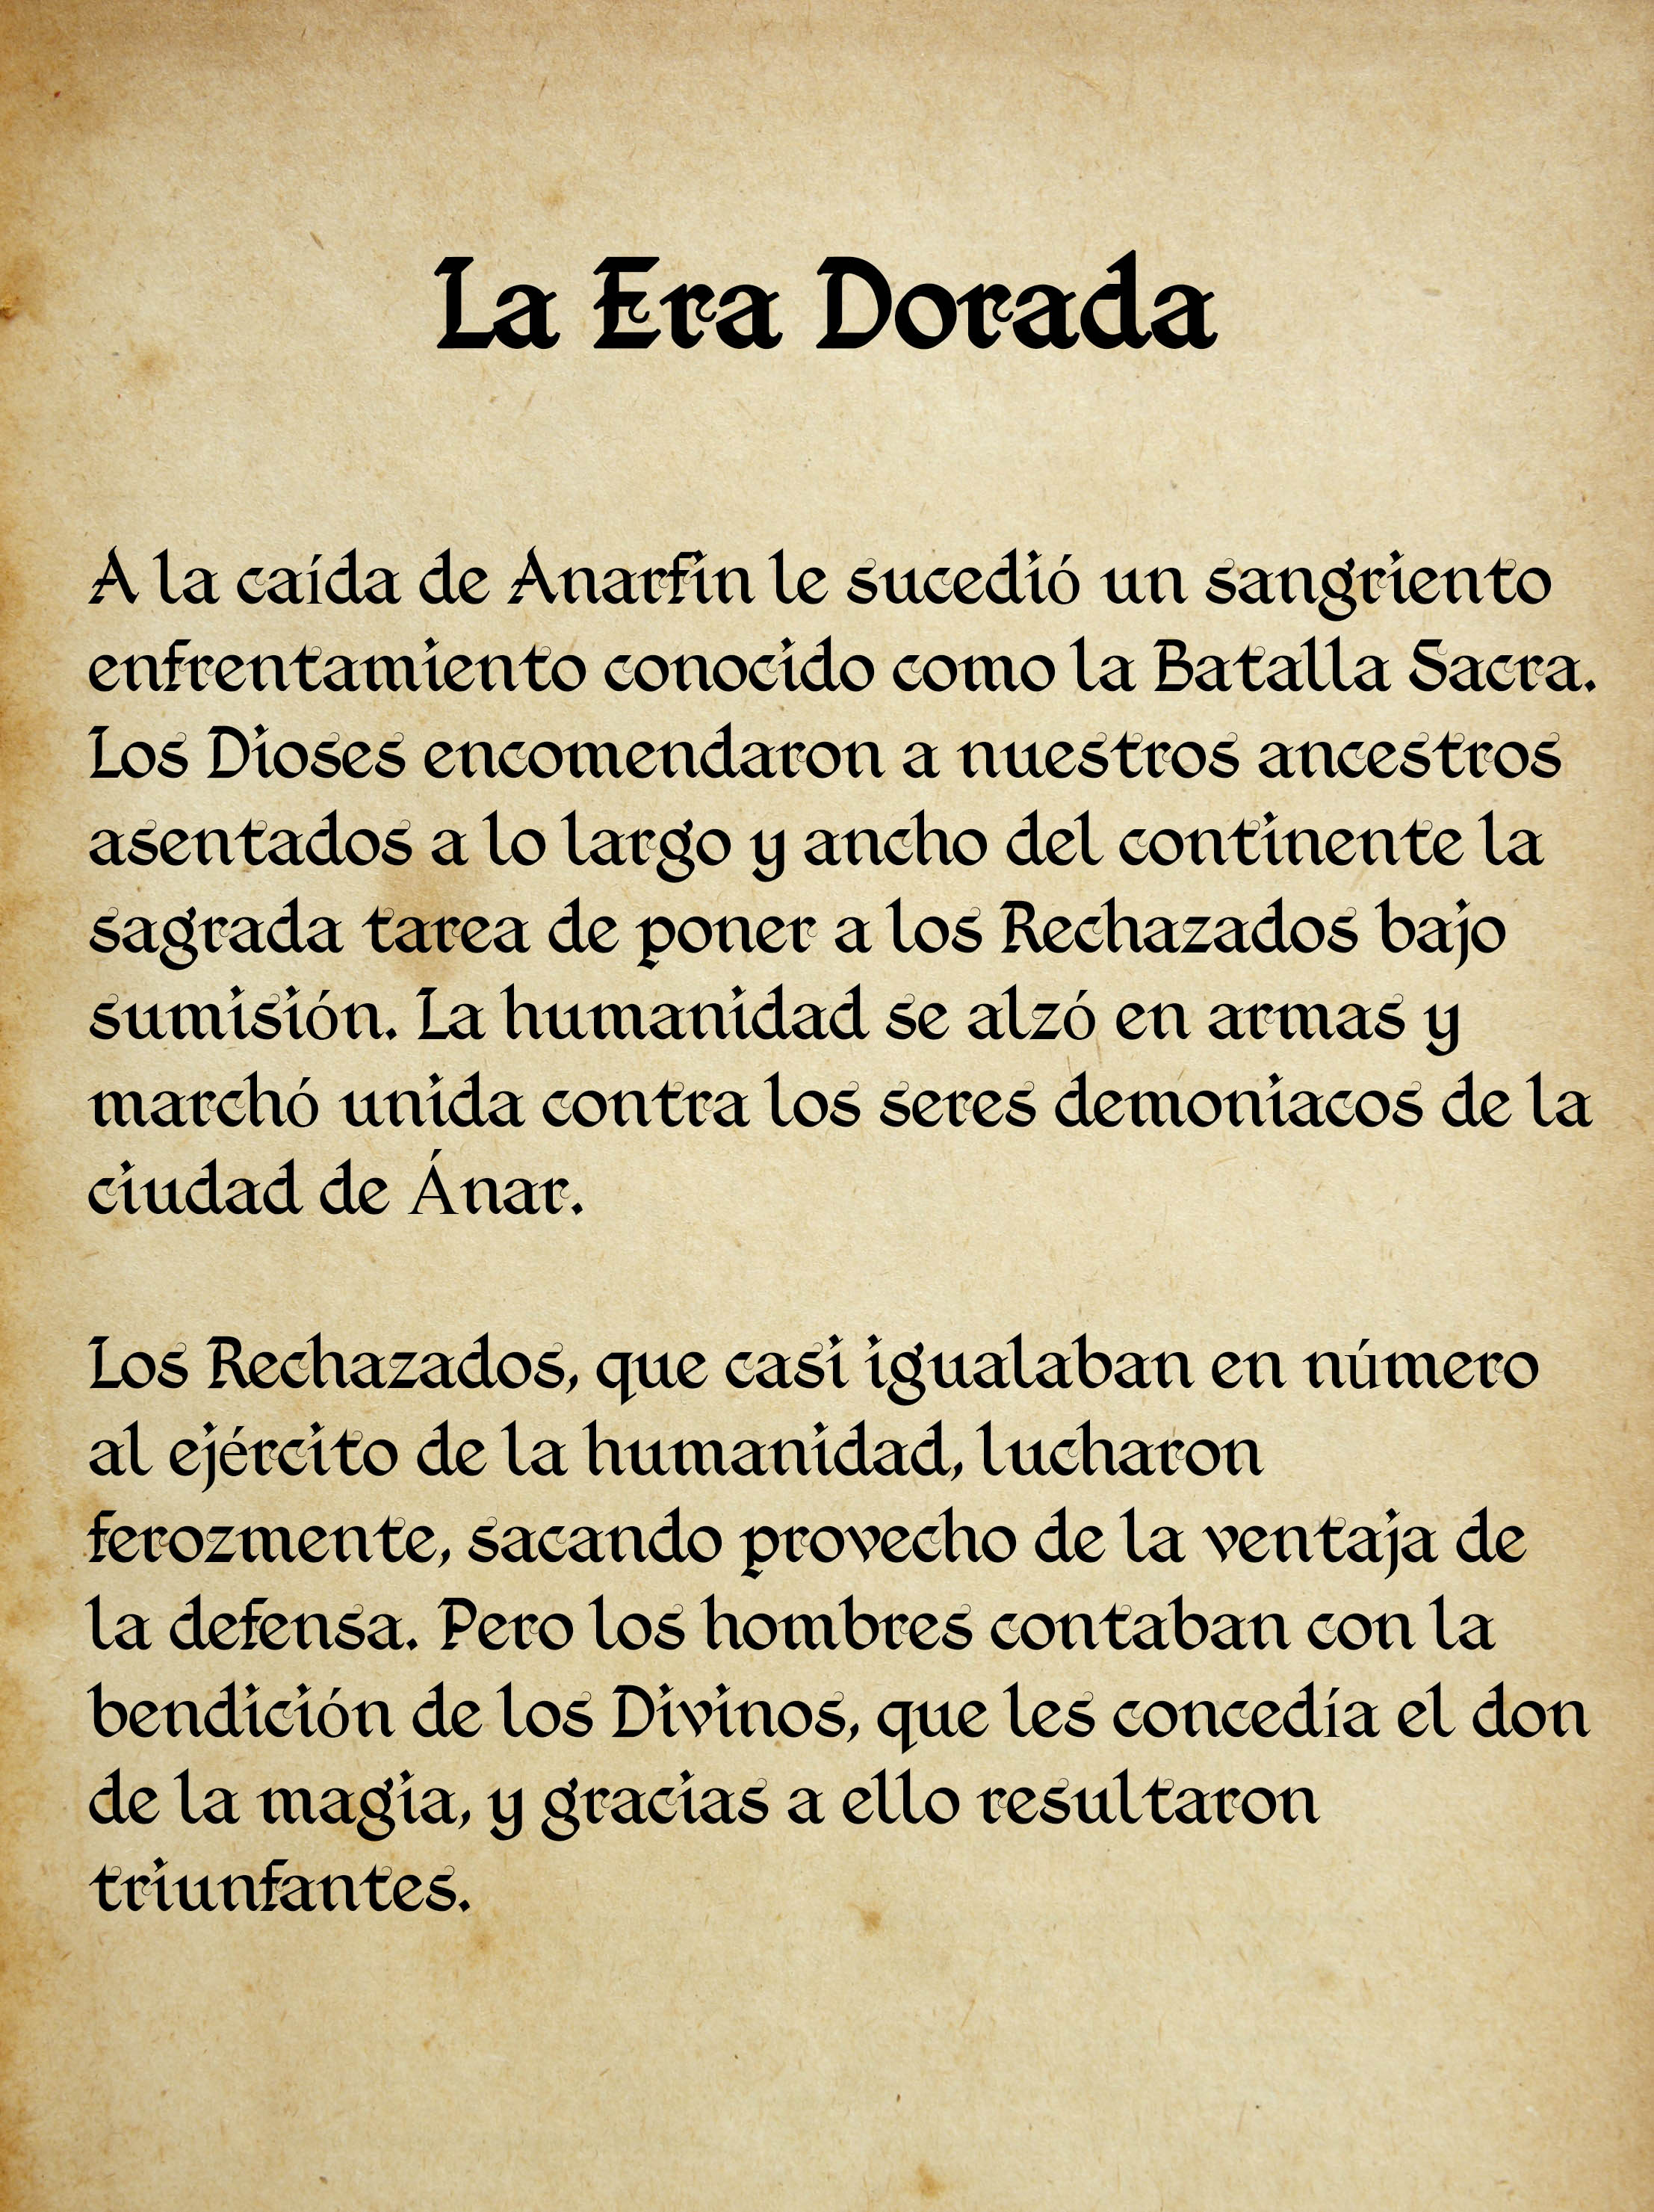 La Era Dorada
A la caída de Anarfin le sucedió un sangriento
enfrentamiento conocido como la Batalla Sacra.
Los Dioses encomendaron a nuestros ancestros
asentados a lo largo y ancho del continente la
sagrada tarea de poner a los Rechazados bajo
sumisión. La humanidad se alzó en armas y
marchó unida contra los seres demoniacos de la
ciudad de Ánar.
Los Rechazados, que casi igualaban en número
al ejército de la humanidad, lucharon
ferozmente, sacando provecho de la ventaja de
la defensa. Pero los hombres contaban con la
bendición de los Divinos, que les concedía el don
de la magia, y gracias a ello resultaron
triunfantes.